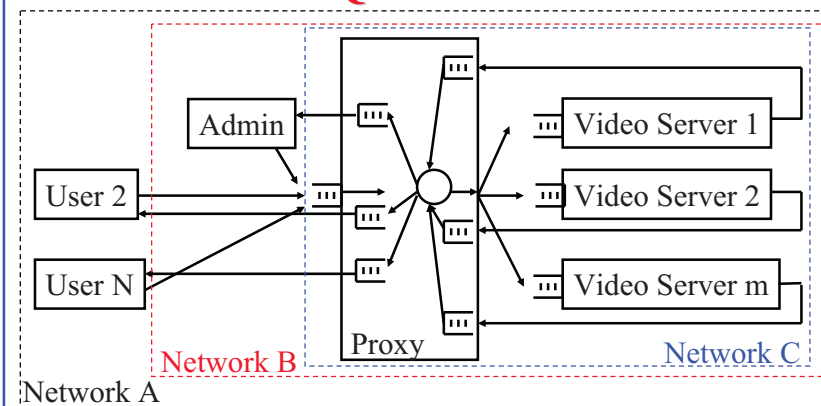 Admin
Video Server 1
User 2
Video Server 2
User N
Video Server m
Proxy
Network B
Network C
Network A